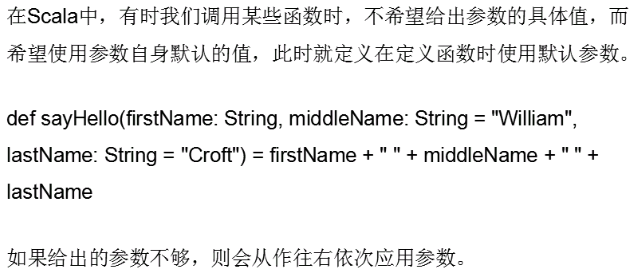 在Scala中，有时我们调用某些函数时，不希望给出参数的具体值，而
希望使用参数自身默认的值，此时就定义在定义函数时使用默认参数。
def sayHello(firstName: String, middleName: String = "William",
lastName: String = "Croft") = firstName + " " + middleName + " " +
lastName
如果给出的参数不够，则会从作往右依次应用参数。